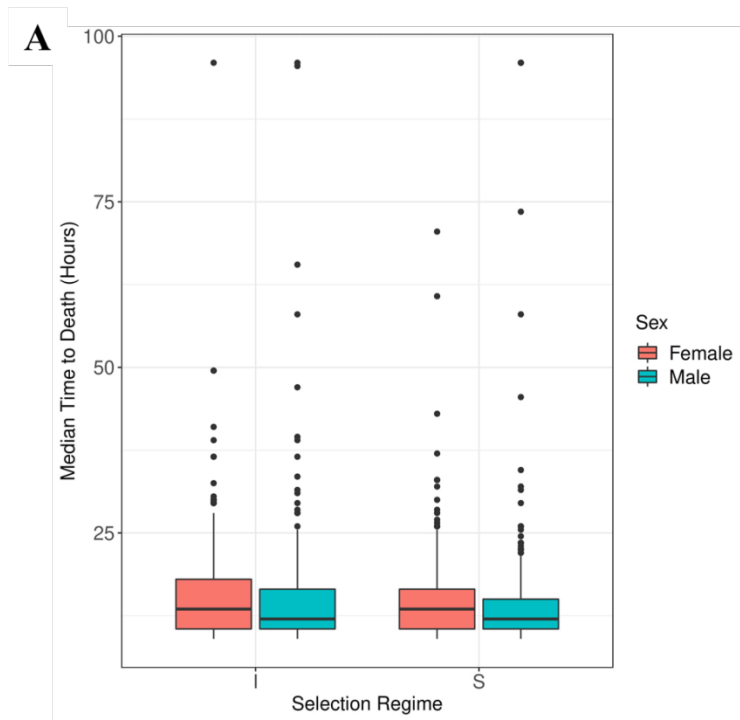 A
100
75
50
25
Median Time to Death (Hours)
I
S
Selection Regime
Sex
Female
Male